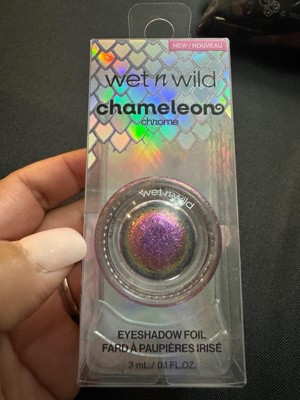 NEW / NOUVEAU
wet n wild
chameleon
chrome
wet n wild
EYESHADOW FOIL
FARD À PAUPIÈRES IRISÉ
3 mL / 0.1 FL.OZ.